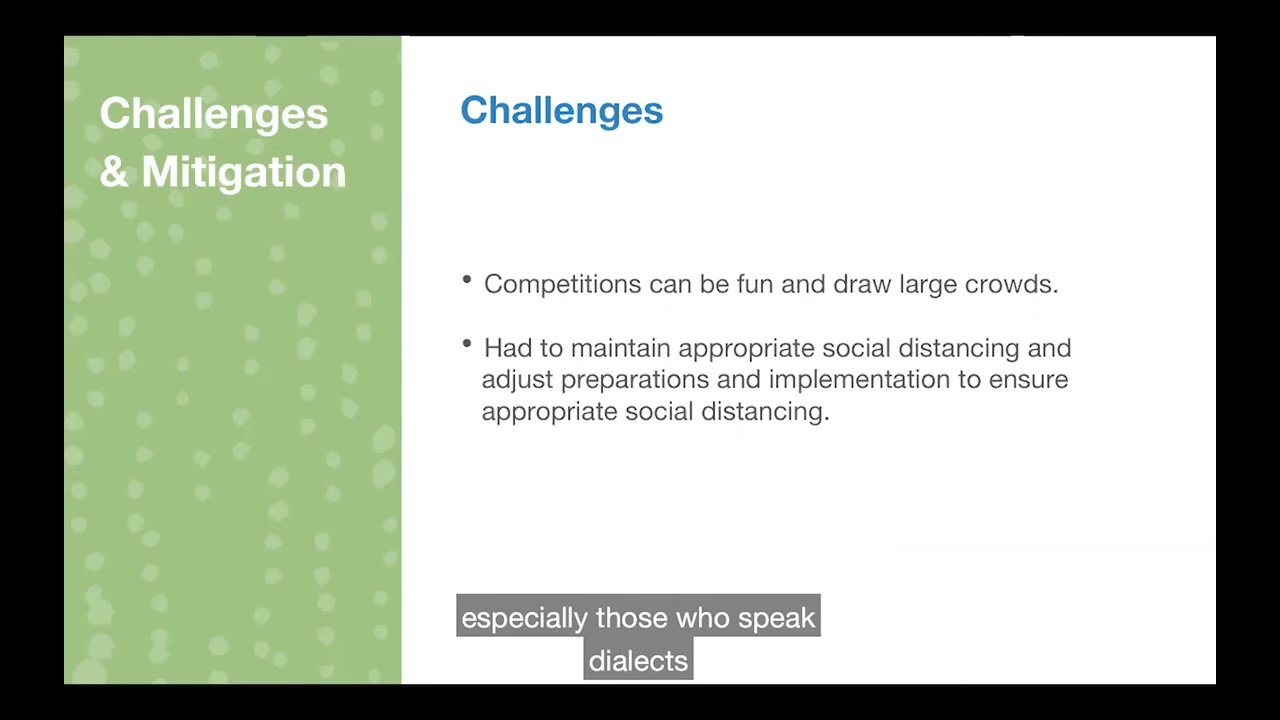 Challenges
& Mitigation
Challenges
• Competitions can be fun and draw large crowds.
• Had to maintain appropriate social distancing and
adjust preparations and implementation to ensure
appropriate social distancing.
especially those who speak
dialects